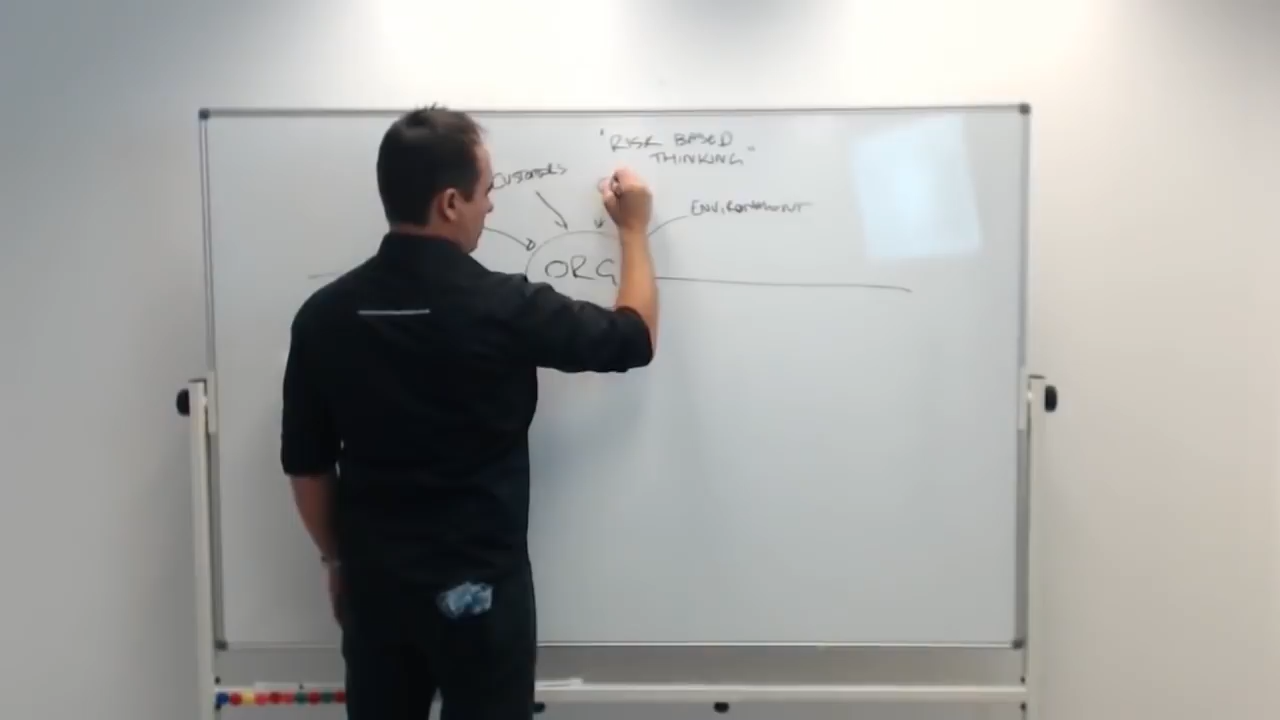 "RISK BASED
THINKING"
CUSTOMERS
ENVIRONMENT
ORG